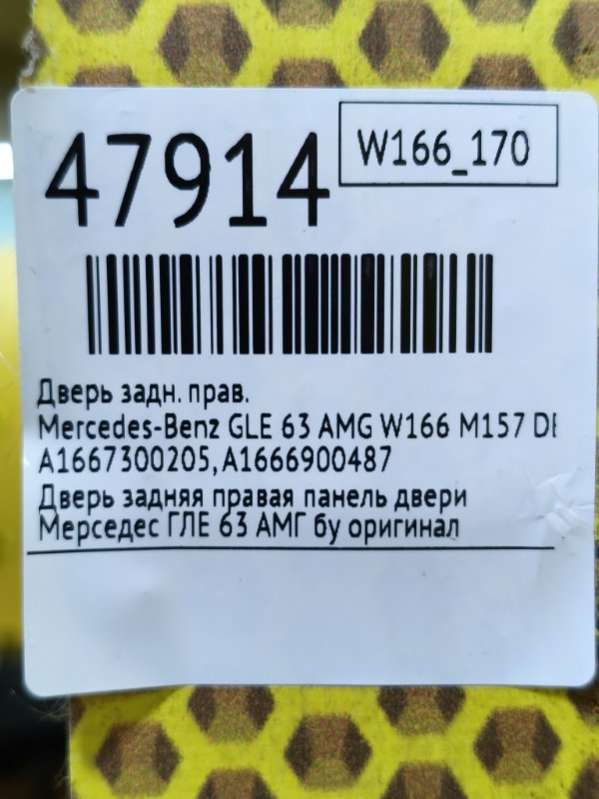 47914
W166_170
Дверь задн. прав.
Mercedes-Benz GLE 63 AMG W166 M157 DE
A1667300205,A1666900487
Дверь задняя правая панель двери
Мерседес ГЛЕ 63 АМГ бу оригинал